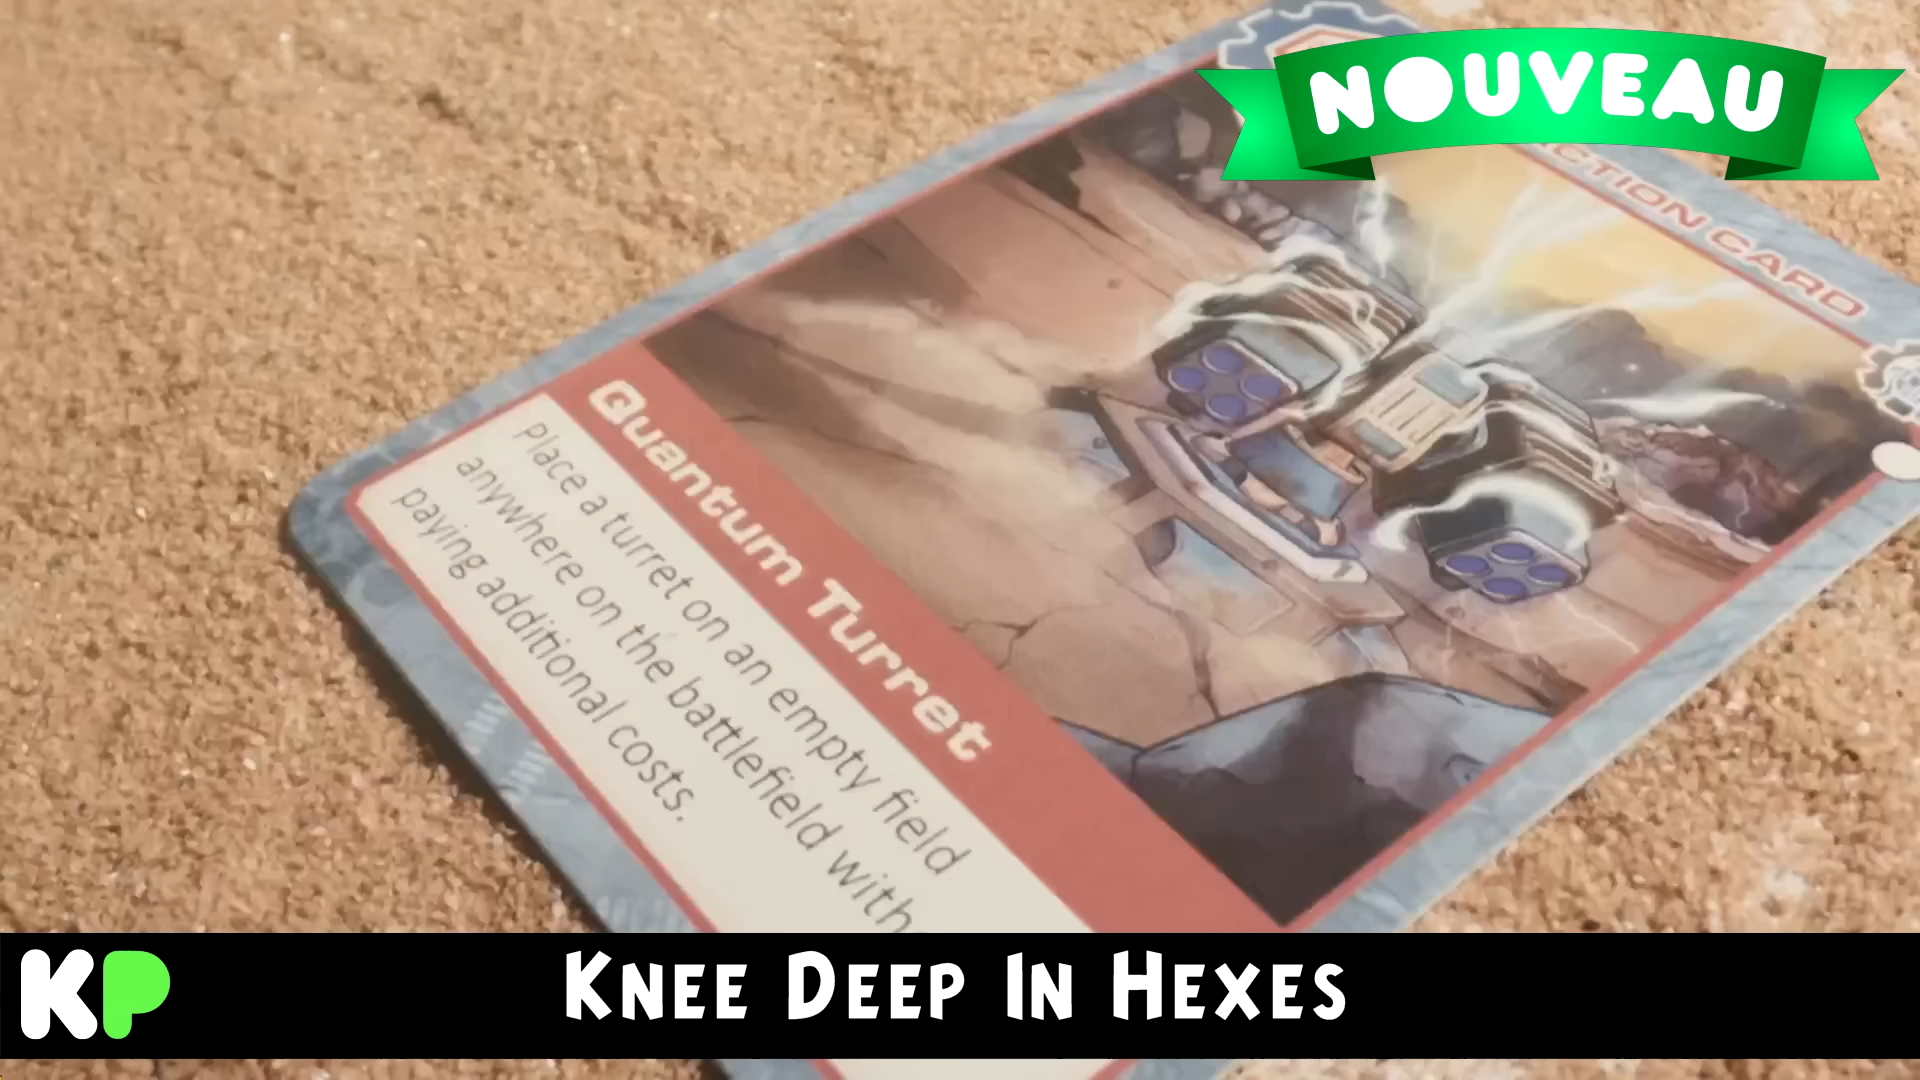 NOUVEAU
ACTION CARD
Quantum Turret
Place a turret on an empty field
anywhere on the battlefield with
paying additional costs.
KP
KNEE DEEP IN HEXES